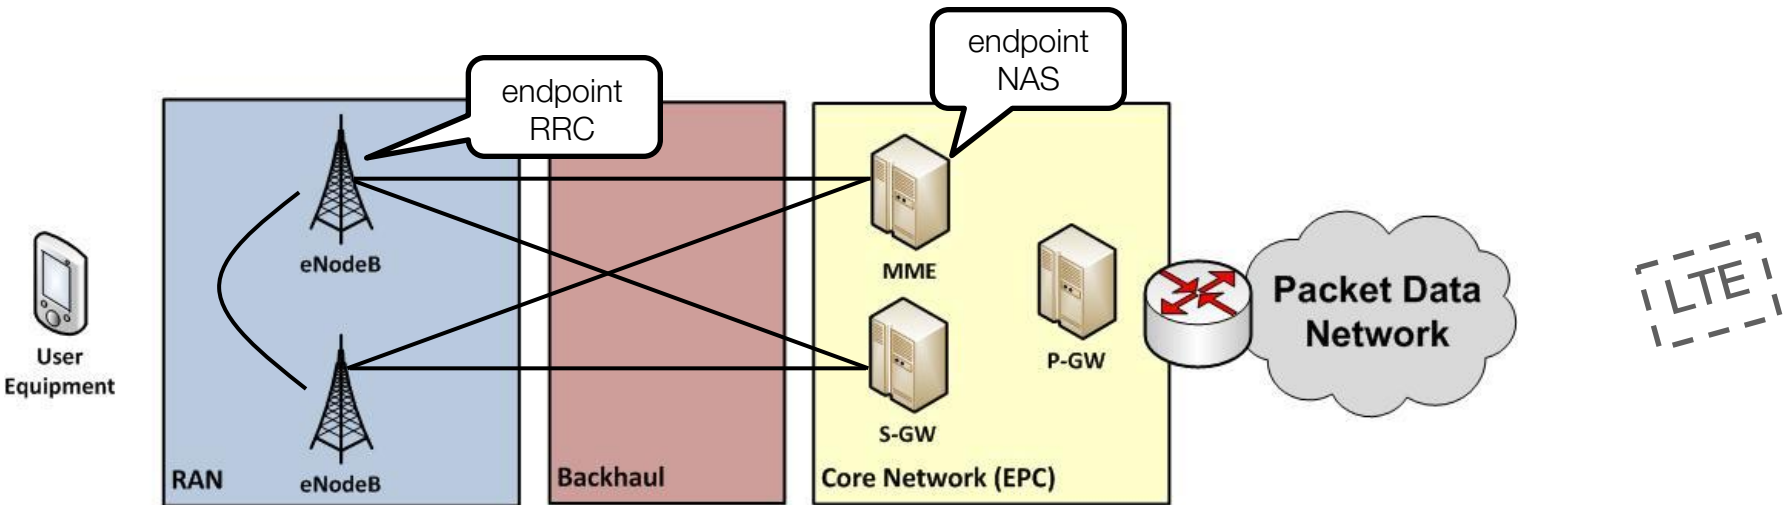 endpoint
NAS
endpoint
RRC
eNodeB
MME
User
Equipment
Packet Data
Network
LTE
P-GW
S-GW
RAN
eNodeB
Backhaul
Core Network (EPC)